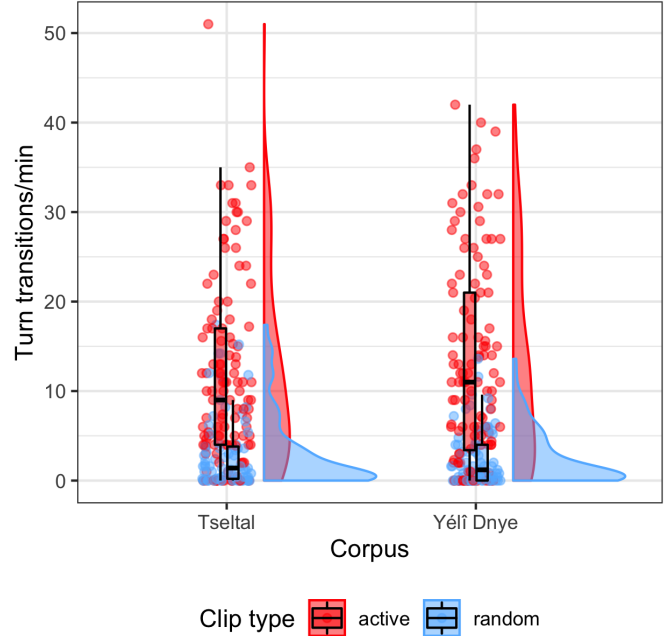 Turn transitions/min
50
40
30
20
10
0
Tseltal
Yélî Dnye
Corpus
Clip type
active
random